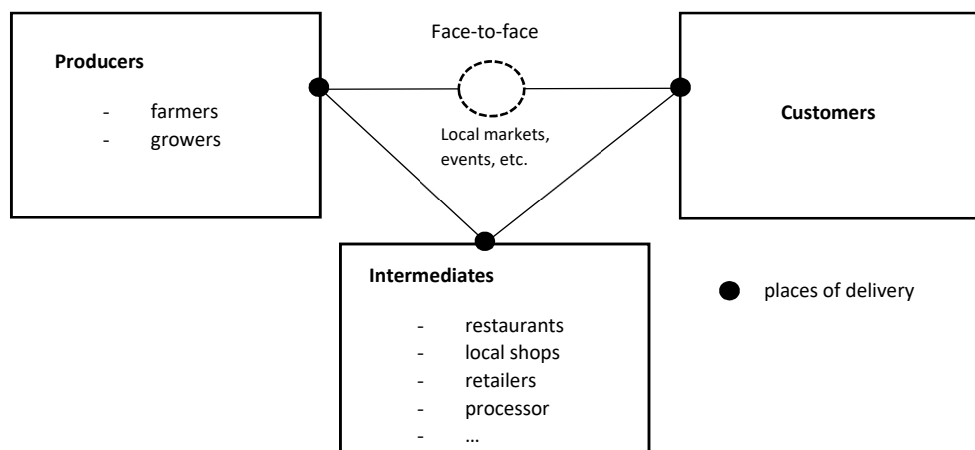 Face-to-face
Producers
- farmers
- growers
Local markets,
events, etc.
Customers
Intermediates
- restaurants
- local shops
- retailers
- processor
- …
places of delivery